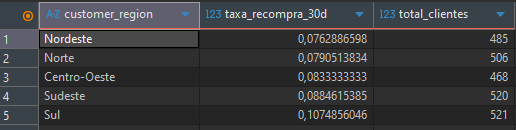 A-Z customer_region 123 taxa_recompra_30d 123 total_clientes
1 Nordeste 0,0762886598 485
2 Norte 0,0790513834 506
3 Centro-Oeste 0,0833333333 468
4 Sudeste 0,0884615385 520
5 Sul 0,1074856046 521